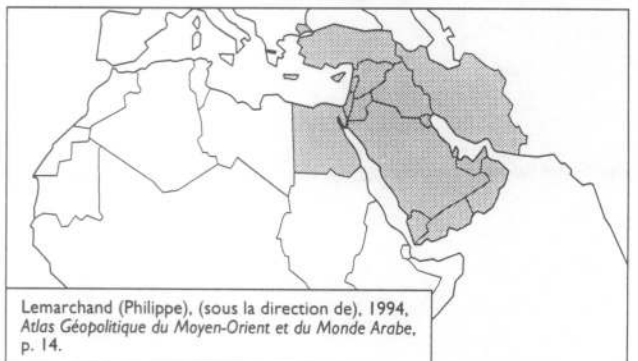 Lemarchand (Philippe), (sous la direction de), 1994,
Atlas Géopolitique du Moyen-Orient et du Monde Arabe,
p. 14.